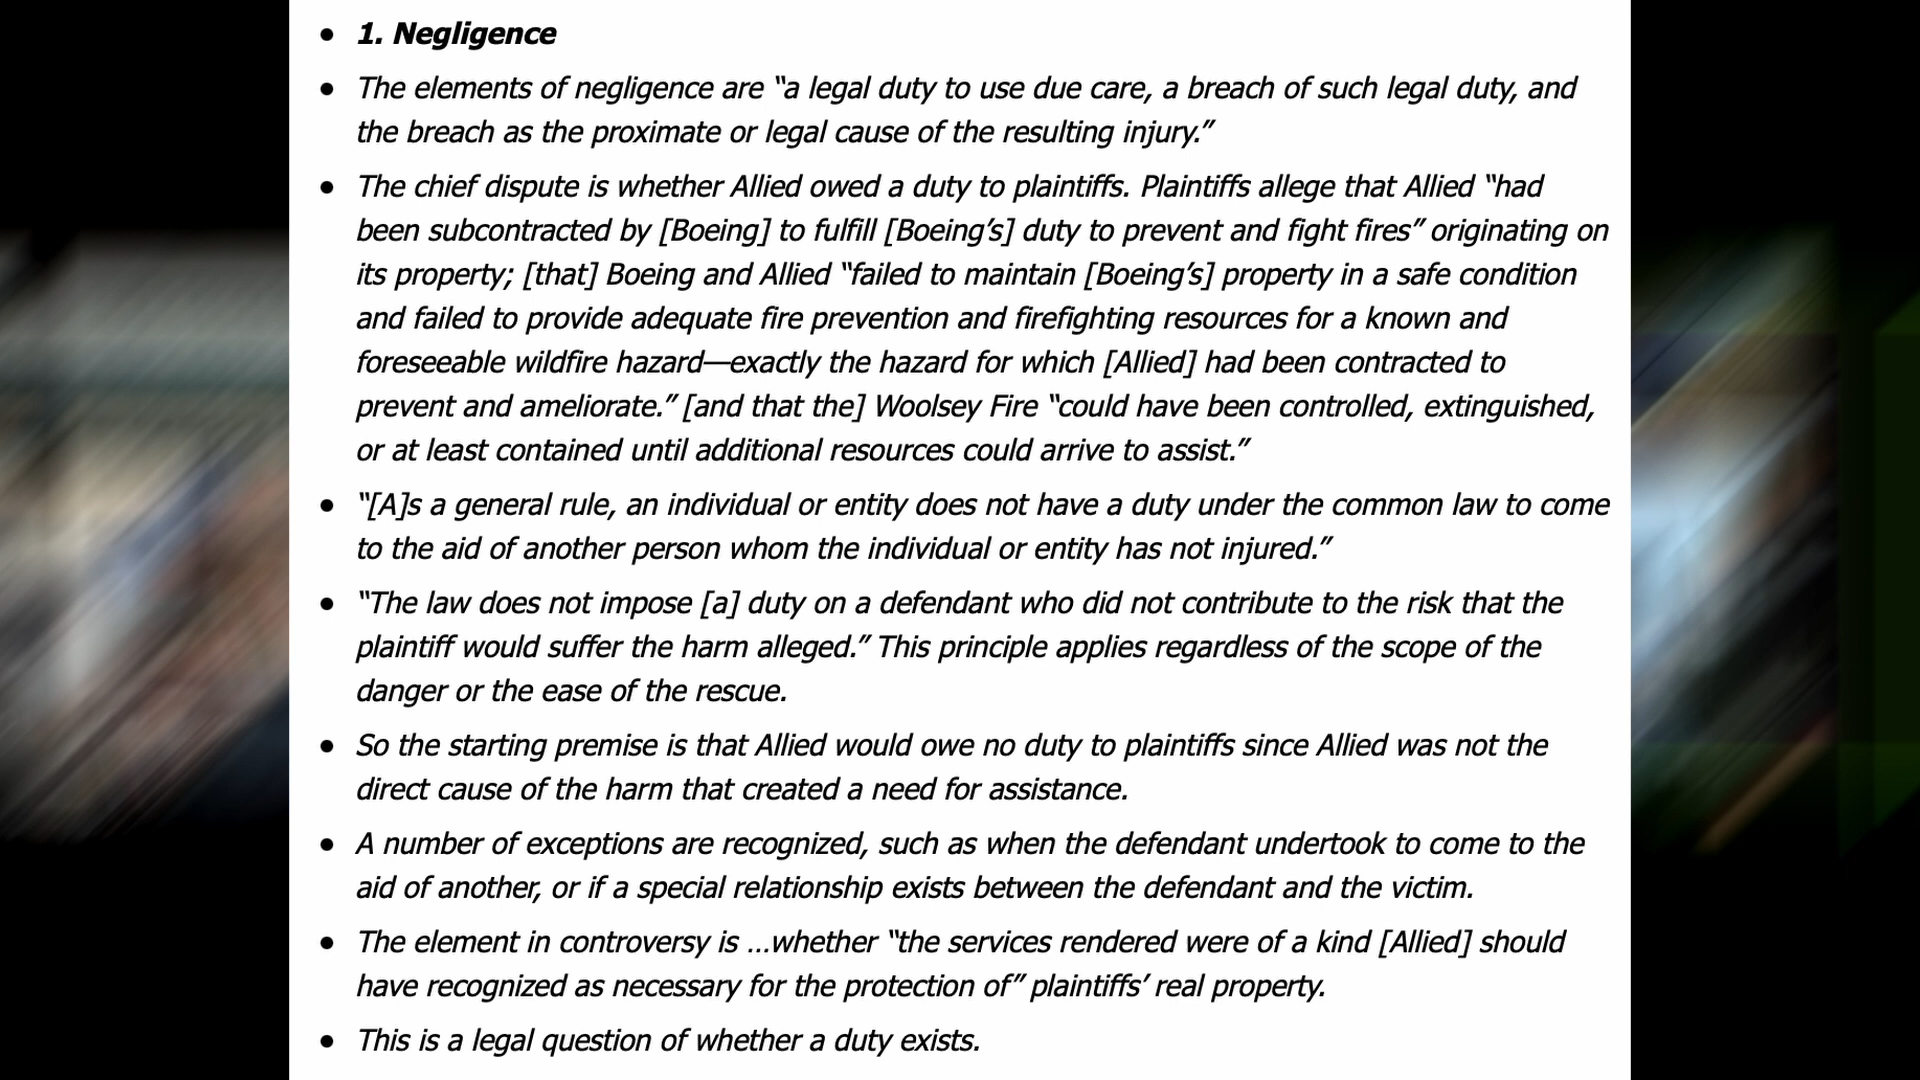 • 1. Negligence
• The elements of negligence are “a legal duty to use due care, a breach of such legal duty, and
the breach as the proximate or legal cause of the resulting injury.”
• The chief dispute is whether Allied owed a duty to plaintiffs. Plaintiffs allege that Allied “had
been subcontracted by [Boeing] to fulfill [Boeing’s] duty to prevent and fight fires” originating on
its property; [that] Boeing and Allied “failed to maintain [Boeing’s] property in a safe condition
and failed to provide adequate fire prevention and firefighting resources for a known and
foreseeable wildfire hazard—exactly the hazard for which [Allied] had been contracted to
prevent and ameliorate.” [and that the] Woolsey Fire “could have been controlled, extinguished,
or at least contained until additional resources could arrive to assist.”
• “[A]s a general rule, an individual or entity does not have a duty under the common law to come
to the aid of another person whom the individual or entity has not injured.”
• “The law does not impose [a] duty on a defendant who did not contribute to the risk that the
plaintiff would suffer the harm alleged.” This principle applies regardless of the scope of the
danger or the ease of the rescue.
• So the starting premise is that Allied would owe no duty to plaintiffs since Allied was not the
direct cause of the harm that created a need for assistance.
• A number of exceptions are recognized, such as when the defendant undertook to come to the
aid of another, or if a special relationship exists between the defendant and the victim.
• The element in controversy is …whether “the services rendered were of a kind [Allied] should
have recognized as necessary for the protection of” plaintiffs’ real property.
• This is a legal question of whether a duty exists.